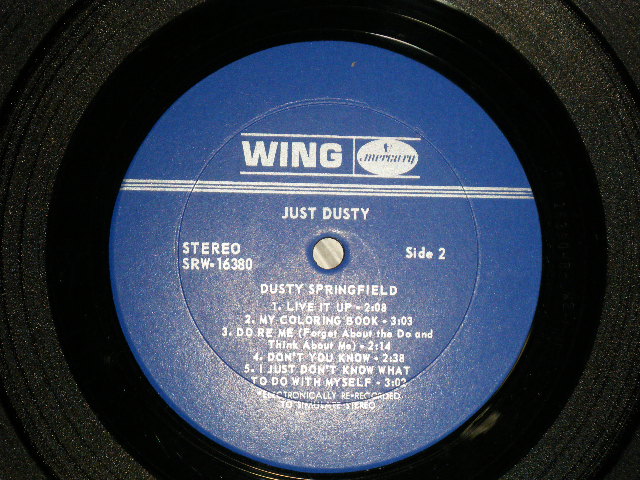 WING mercury
JUST DUSTY
STEREO
SRW-16380
Side 2
DUSTY SPRINGFIELD
1. LIVE IT UP - 2:08
2. MY COLORING BOOK - 3:03
3. DO RE ME (Forget About the Do and
Think About Me) - 2:14
4. DON'T YOU KNOW - 2:38
5. I JUST DON'T KNOW WHAT
TO DO WITH MYSELF - 3:02
*ELECTRONICALLY RE-RECORDED
TO SIMULATE STEREO